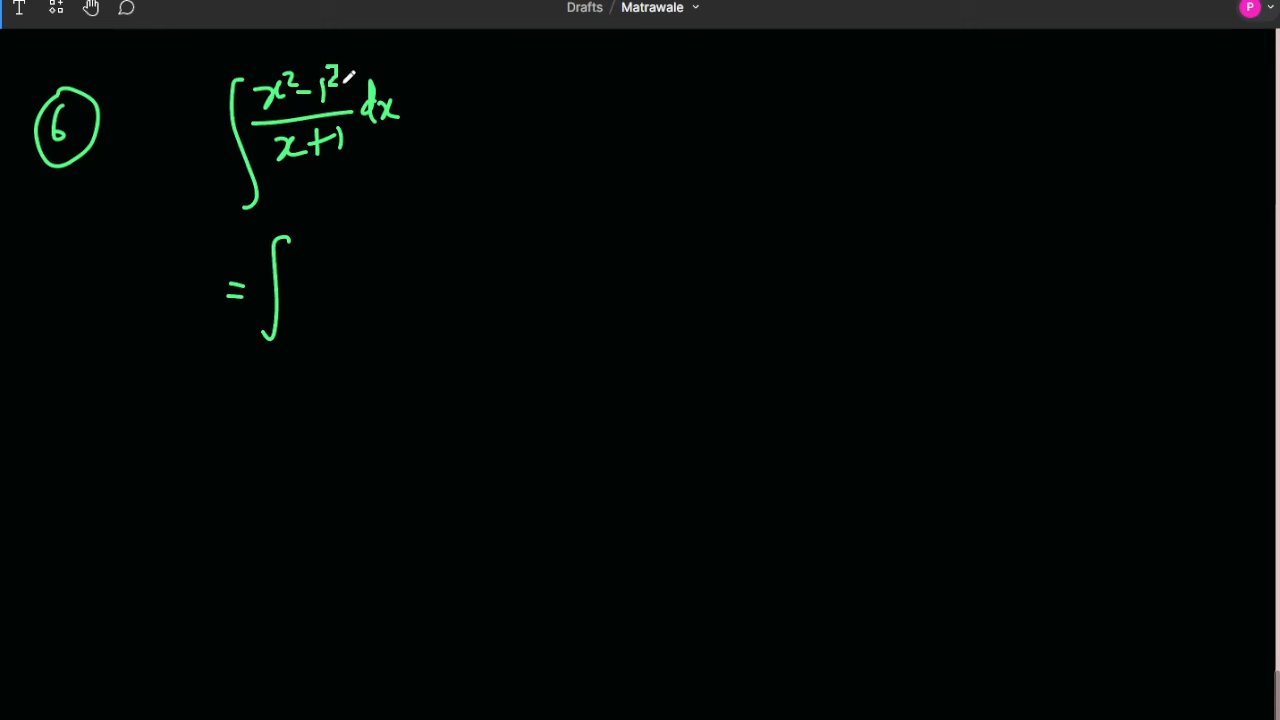 T Drafts / Matrawale P
6 ∫ x²-1²/x+1 dx
= ∫